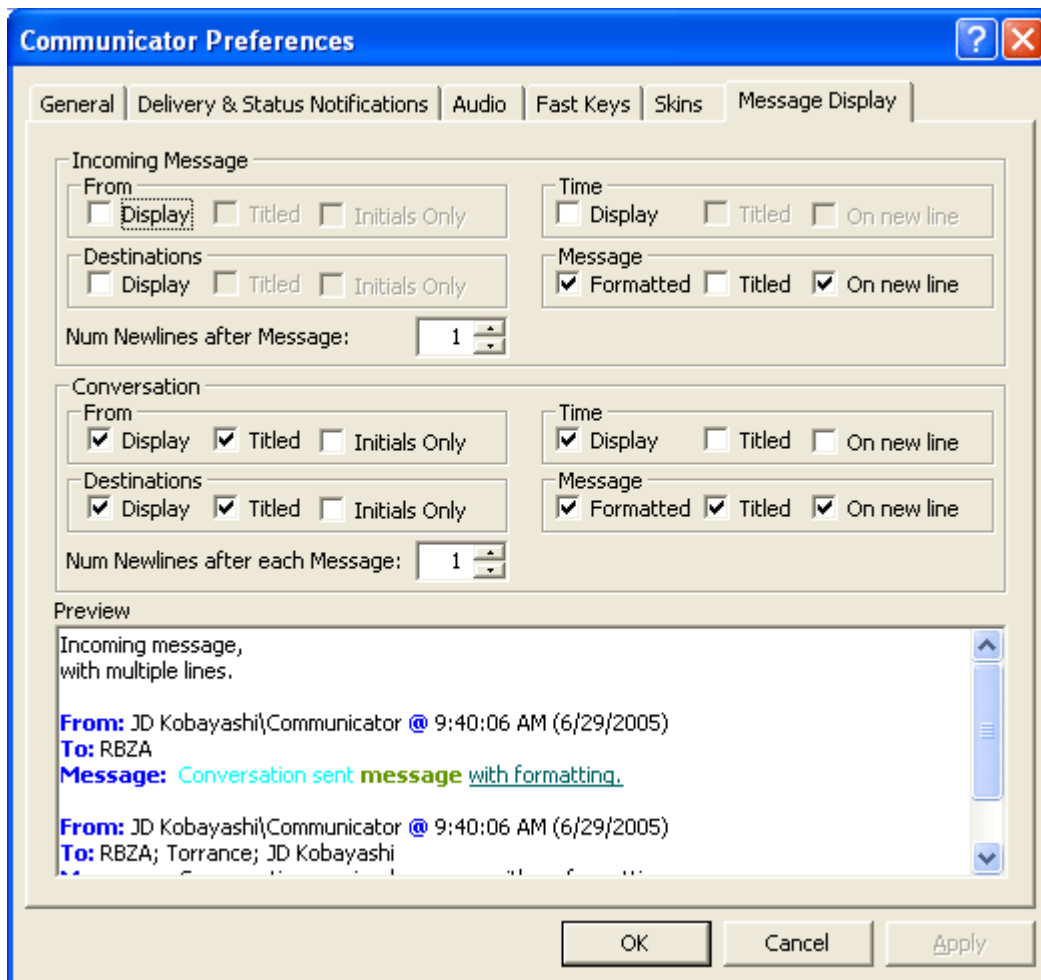 Communicator Preferences
General Delivery & Status Notifications Audio Fast Keys Skins Message Display
Incoming Message
From
Display Titled Initials Only
Time
Display Titled On new line
Destinations
Display Titled Initials Only
Message
Formatted Titled On new line
Num Newlines after Message: 1
Conversation
From
Display Titled Initials Only
Time
Display Titled On new line
Destinations
Display Titled Initials Only
Message
Formatted Titled On new line
Num Newlines after each Message: 1
Preview
Incoming message,
with multiple lines.
From: JD Kobayashi\Communicator @ 9:40:06 AM (6/29/2005)
To: RBZA
Message: Conversation sent message with formatting.
From: JD Kobayashi\Communicator @ 9:40:06 AM (6/29/2005)
To: RBZA; Torrance; JD Kobayashi
OK Cancel Apply